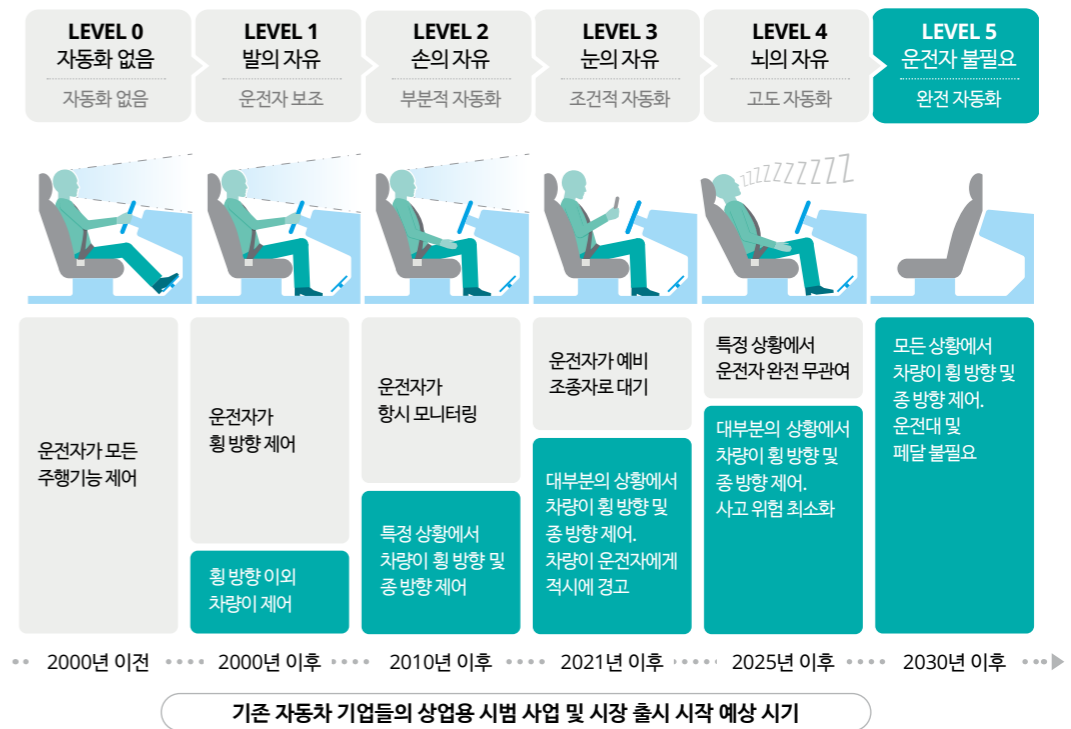 LEVEL 0
자동화 없음
자동화 없음
LEVEL 1
발의 자유
운전자 보조
LEVEL 2
손의 자유
부분적 자동화
LEVEL 3
눈의 자유
조건적 자동화
LEVEL 4
뇌의 자유
고도 자동화
LEVEL 5
운전자 불필요
완전 자동화
ZZZZZZZZZZ
운전자가 모든
주행기능 제어
운전자가
횡 방향 제어
횡 방향 이외
차량이 제어
운전자가
항시 모니터링
특정 상황에서
차량이 횡 방향 및
종 방향 제어
운전자가 예비
조종자로 대기
대부분의 상황에서
차량이 횡 방향 및
종 방향 제어.
차량이 운전자에게
적시에 경고
특정 상황에서
운전자 완전 무관여
대부분의 상황에서
차량이 횡 방향 및
종 방향 제어.
사고 위험 최소화
모든 상황에서
차량이 횡 방향 및
종 방향 제어.
운전대 및
페달 불필요
2000년 이전
2000년 이후
2010년 이후
2021년 이후
2025년 이후
2030년 이후
기존 자동차 기업들의 상업용 시범 사업 및 시장 출시 시작 예상 시기